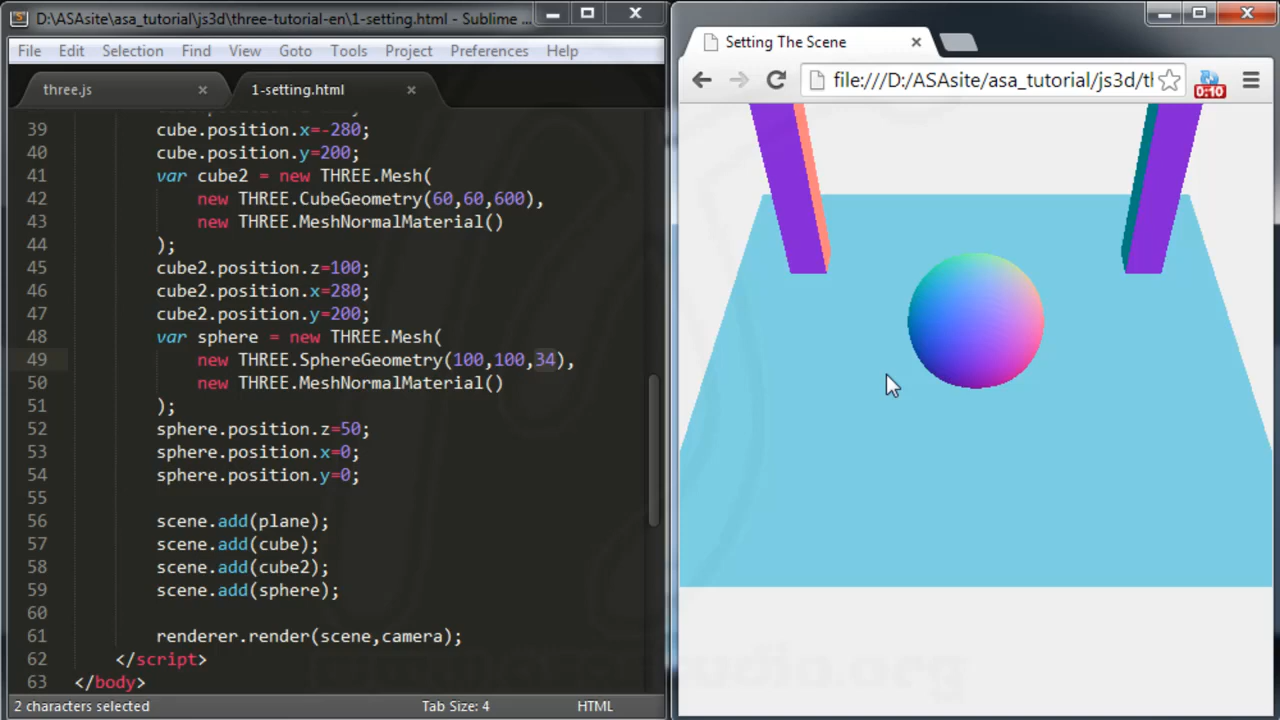 D:\ASAsite\asa_tutorial\js3d\three-tutorial-en\1-setting.html - Sublime ...
File Edit Selection Find View Goto Tools Project Preferences Help
three.js
1-setting.html
39 cube.position.x=-280;
40 cube.position.y=200;
41 var cube2 = new THREE.Mesh(
42 new THREE.CubeGeometry(60,60,600),
43 new THREE.MeshNormalMaterial()
44 );
45 cube2.position.z=100;
46 cube2.position.x=280;
47 cube2.position.y=200;
48 var sphere = new THREE.Mesh(
49 new THREE.SphereGeometry(100,100,34),
50 new THREE.MeshNormalMaterial()
51 );
52 sphere.position.z=50;
53 sphere.position.x=0;
54 sphere.position.y=0;
55
56 scene.add(plane);
57 scene.add(cube);
58 scene.add(cube2);
59 scene.add(sphere);
60
61 renderer.render(scene,camera);
62 </script>
63 </body>
2 characters selected
Tab Size: 4
HTML
Setting The Scene
file:///D:/ASAsite/asa_tutorial/js3d/tl
0:10